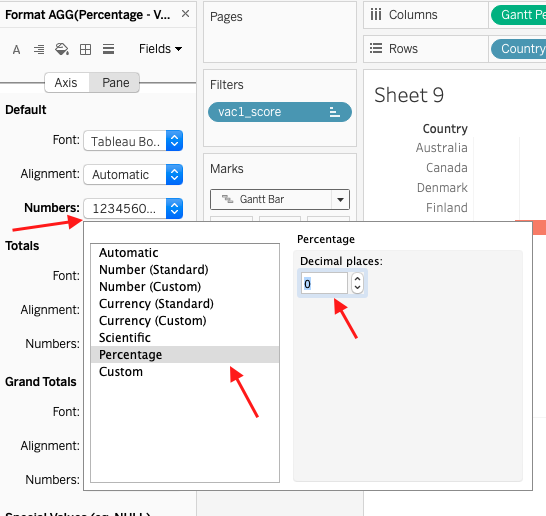 Format AGG(Percentage - V...
×
A
Fields
Axis
Pane
Default
Font:
Tableau Bo..
Alignment:
Automatic
Numbers:
1234560...
Totals
Font:
Alignment:
Numbers:
Grand Totals
Font:
Alignment:
Numbers:
Automatic
Number (Standard)
Number (Custom)
Currency (Standard)
Currency (Custom)
Scientific
Percentage
Custom
Percentage
Decimal places:
0
Pages
Filters
vac1_score
Marks
Gantt Bar
Columns
Gantt Pe
Rows
Country
Sheet 9
Country
Australia
Canada
Denmark
Finland